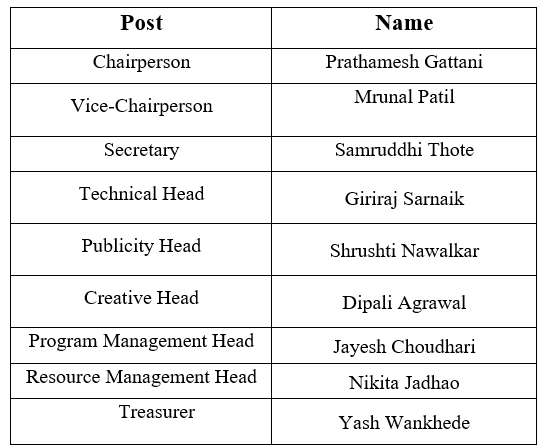 Post Name
Chairperson Prathamesh Gattani
Vice-Chairperson Mrunal Patil
Secretary Samruddhi Thote
Technical Head Giriraj Sarnaik
Publicity Head Shrushti Nawalkar
Creative Head Dipali Agrawal
Program Management Head Jayesh Choudhari
Resource Management Head Nikita Jadhao
Treasurer Yash Wankhede